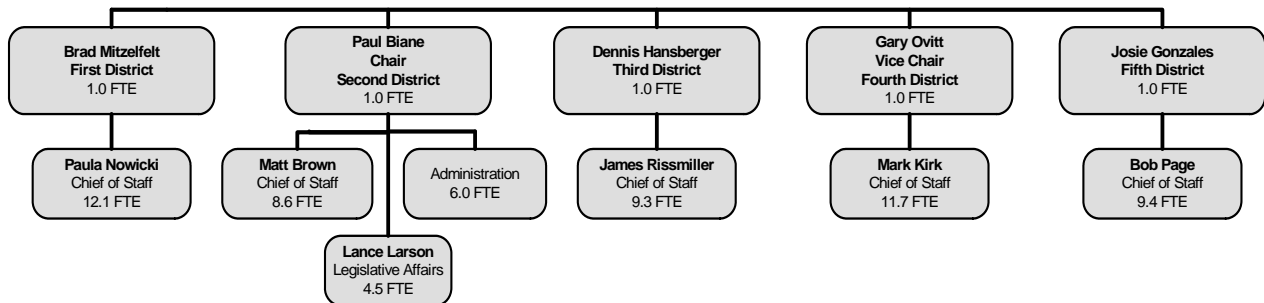 Brad Mitzelfelt
First District
1.0 FTE
Paul Biane
Chair
Second District
1.0 FTE
Dennis Hansberger
Third District
1.0 FTE
Gary Ovitt
Vice Chair
Fourth District
1.0 FTE
Josie Gonzales
Fifth District
1.0 FTE
Paula Nowicki
Chief of Staff
12.1 FTE
Matt Brown
Chief of Staff
8.6 FTE
Administration
6.0 FTE
James Rissmiller
Chief of Staff
9.3 FTE
Mark Kirk
Chief of Staff
11.7 FTE
Bob Page
Chief of Staff
9.4 FTE
Lance Larson
Legislative Affairs
4.5 FTE